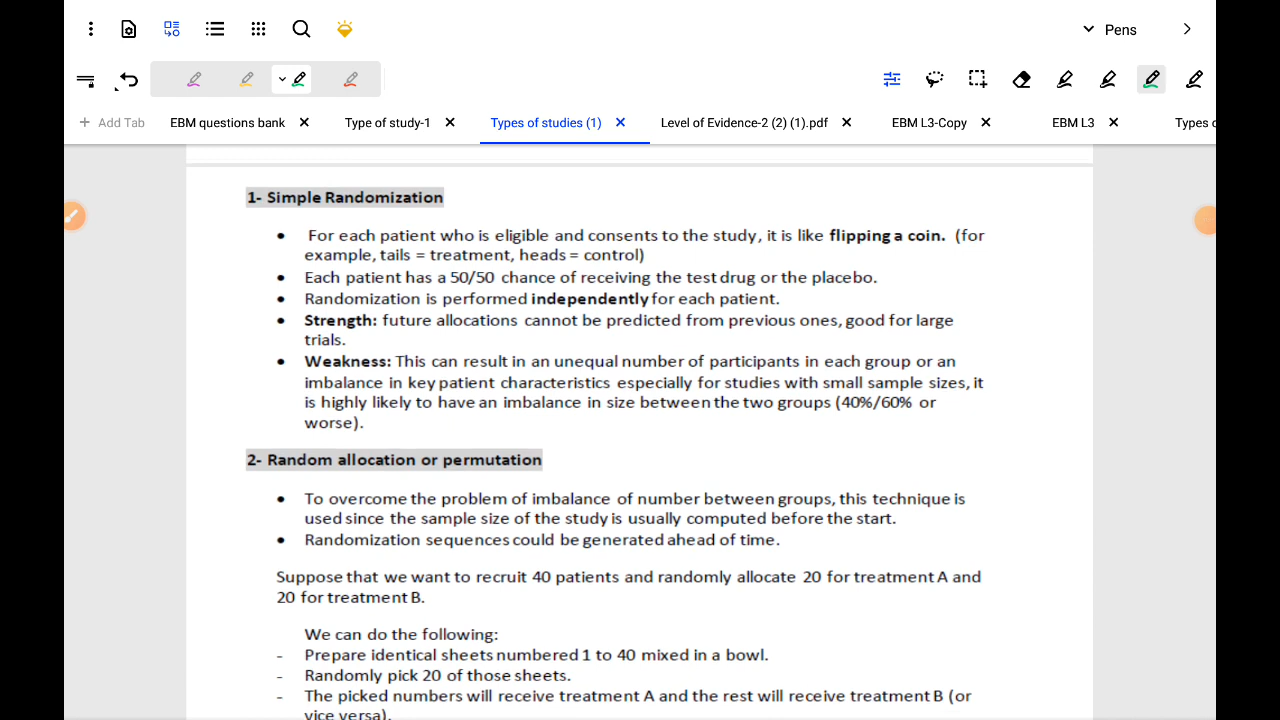 Pens
Add Tab
EBM questions bank
Type of study-1
Types of studies (1)
Level of Evidence-2 (2) (1).pdf
EBM L3-Copy
EBM L3
Types
1- Simple Randomization
• For each patient who is eligible and consents to the study, it is like flipping a coin. (for
example, tails = treatment, heads = control)
• Each patient has a 50/50 chance of receiving the test drug or the placebo.
• Randomization is performed independently for each patient.
• Strength: future allocations cannot be predicted from previous ones, good for large
trials.
• Weakness: This can result in an unequal number of participants in each group or an
imbalance in key patient characteristics especially for studies with small sample sizes, it
is highly likely to have an imbalance in size between the two groups (40%/60% or
worse).
2- Random allocation or permutation
• To overcome the problem of imbalance of number between groups, this technique is
used since the sample size of the study is usually computed before the start.
• Randomization sequences could be generated ahead of time.
Suppose that we want to recruit 40 patients and randomly allocate 20 for treatment A and
20 for treatment B.
We can do the following:
- Prepare identical sheets numbered 1 to 40 mixed in a bowl.
- Randomly pick 20 of those sheets.
- The picked numbers will receive treatment A and the rest will receive treatment B (or
vice versa).